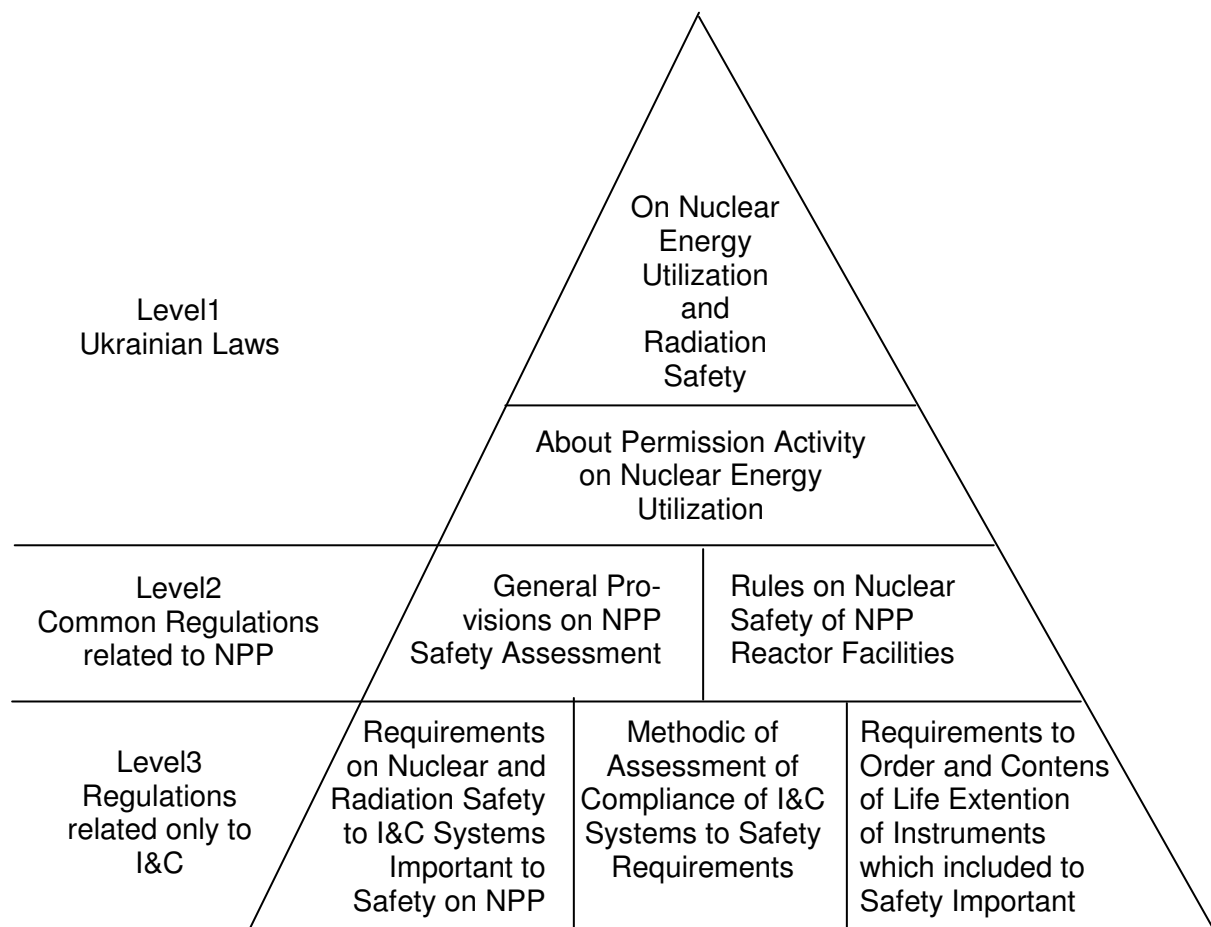 On Nuclear
Energy
Utilization
and
Radiation
Safety
Level1
Ukrainian Laws
About Permission Activity
on Nuclear Energy
Utilization
Level2
Common Regulations
related to NPP
General Pro-
visions on NPP
Safety Assessment
Rules on Nuclear
Safety of NPP
Reactor Facilities
Level3
Regulations
related only to
I&C
Requirements
on Nuclear and
Radiation Safety
to I&C Systems
Important to
Safety on NPP
Methodic of
Assessment of
Compliance of I&C
Systems to Safety
Requirements
Requirements to
Order and Contens
of Life Extention
of Instruments
which included to
Safety Important